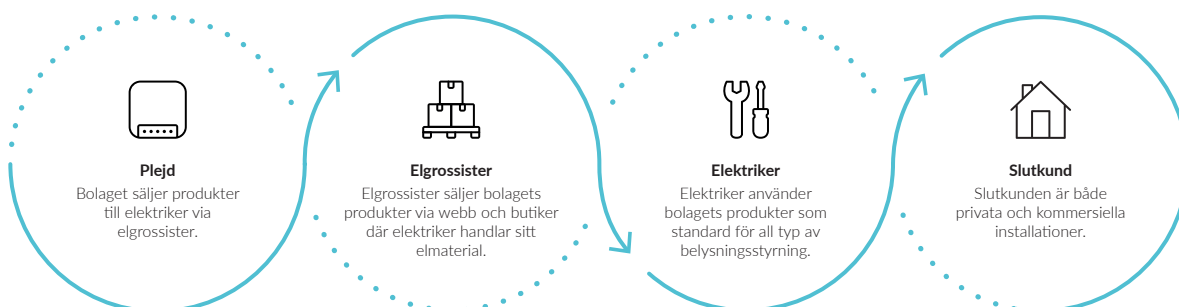 Plejd
Bolaget säljer produkter
till elektriker via
elgrossister.
Elgrossister
Elgrossister säljer bolagets
produkter via webb och butiker
där elektriker handlar sitt
elmaterial.
Elektriker
Elektriker använder
bolagets produkter som
standard för all typ av
belysningsstyrning.
Slutkund
Slutkunden är både
privata och kommersiella
installationer.